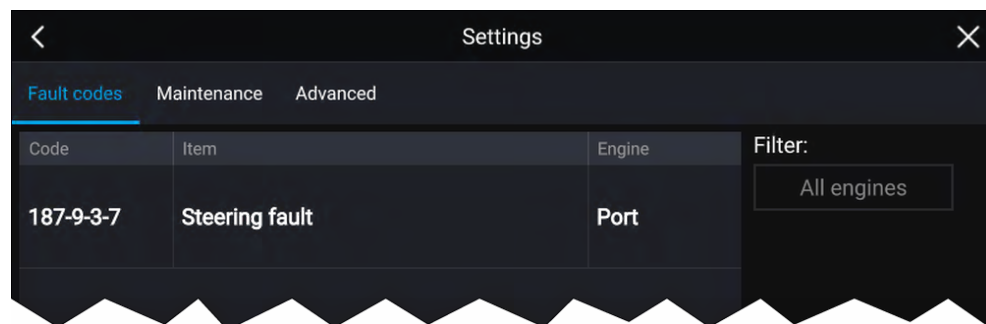 Settings
Fault codes Maintenance Advanced
Code Item Engine
Filter:
All engines
187-9-3-7 Steering fault Port